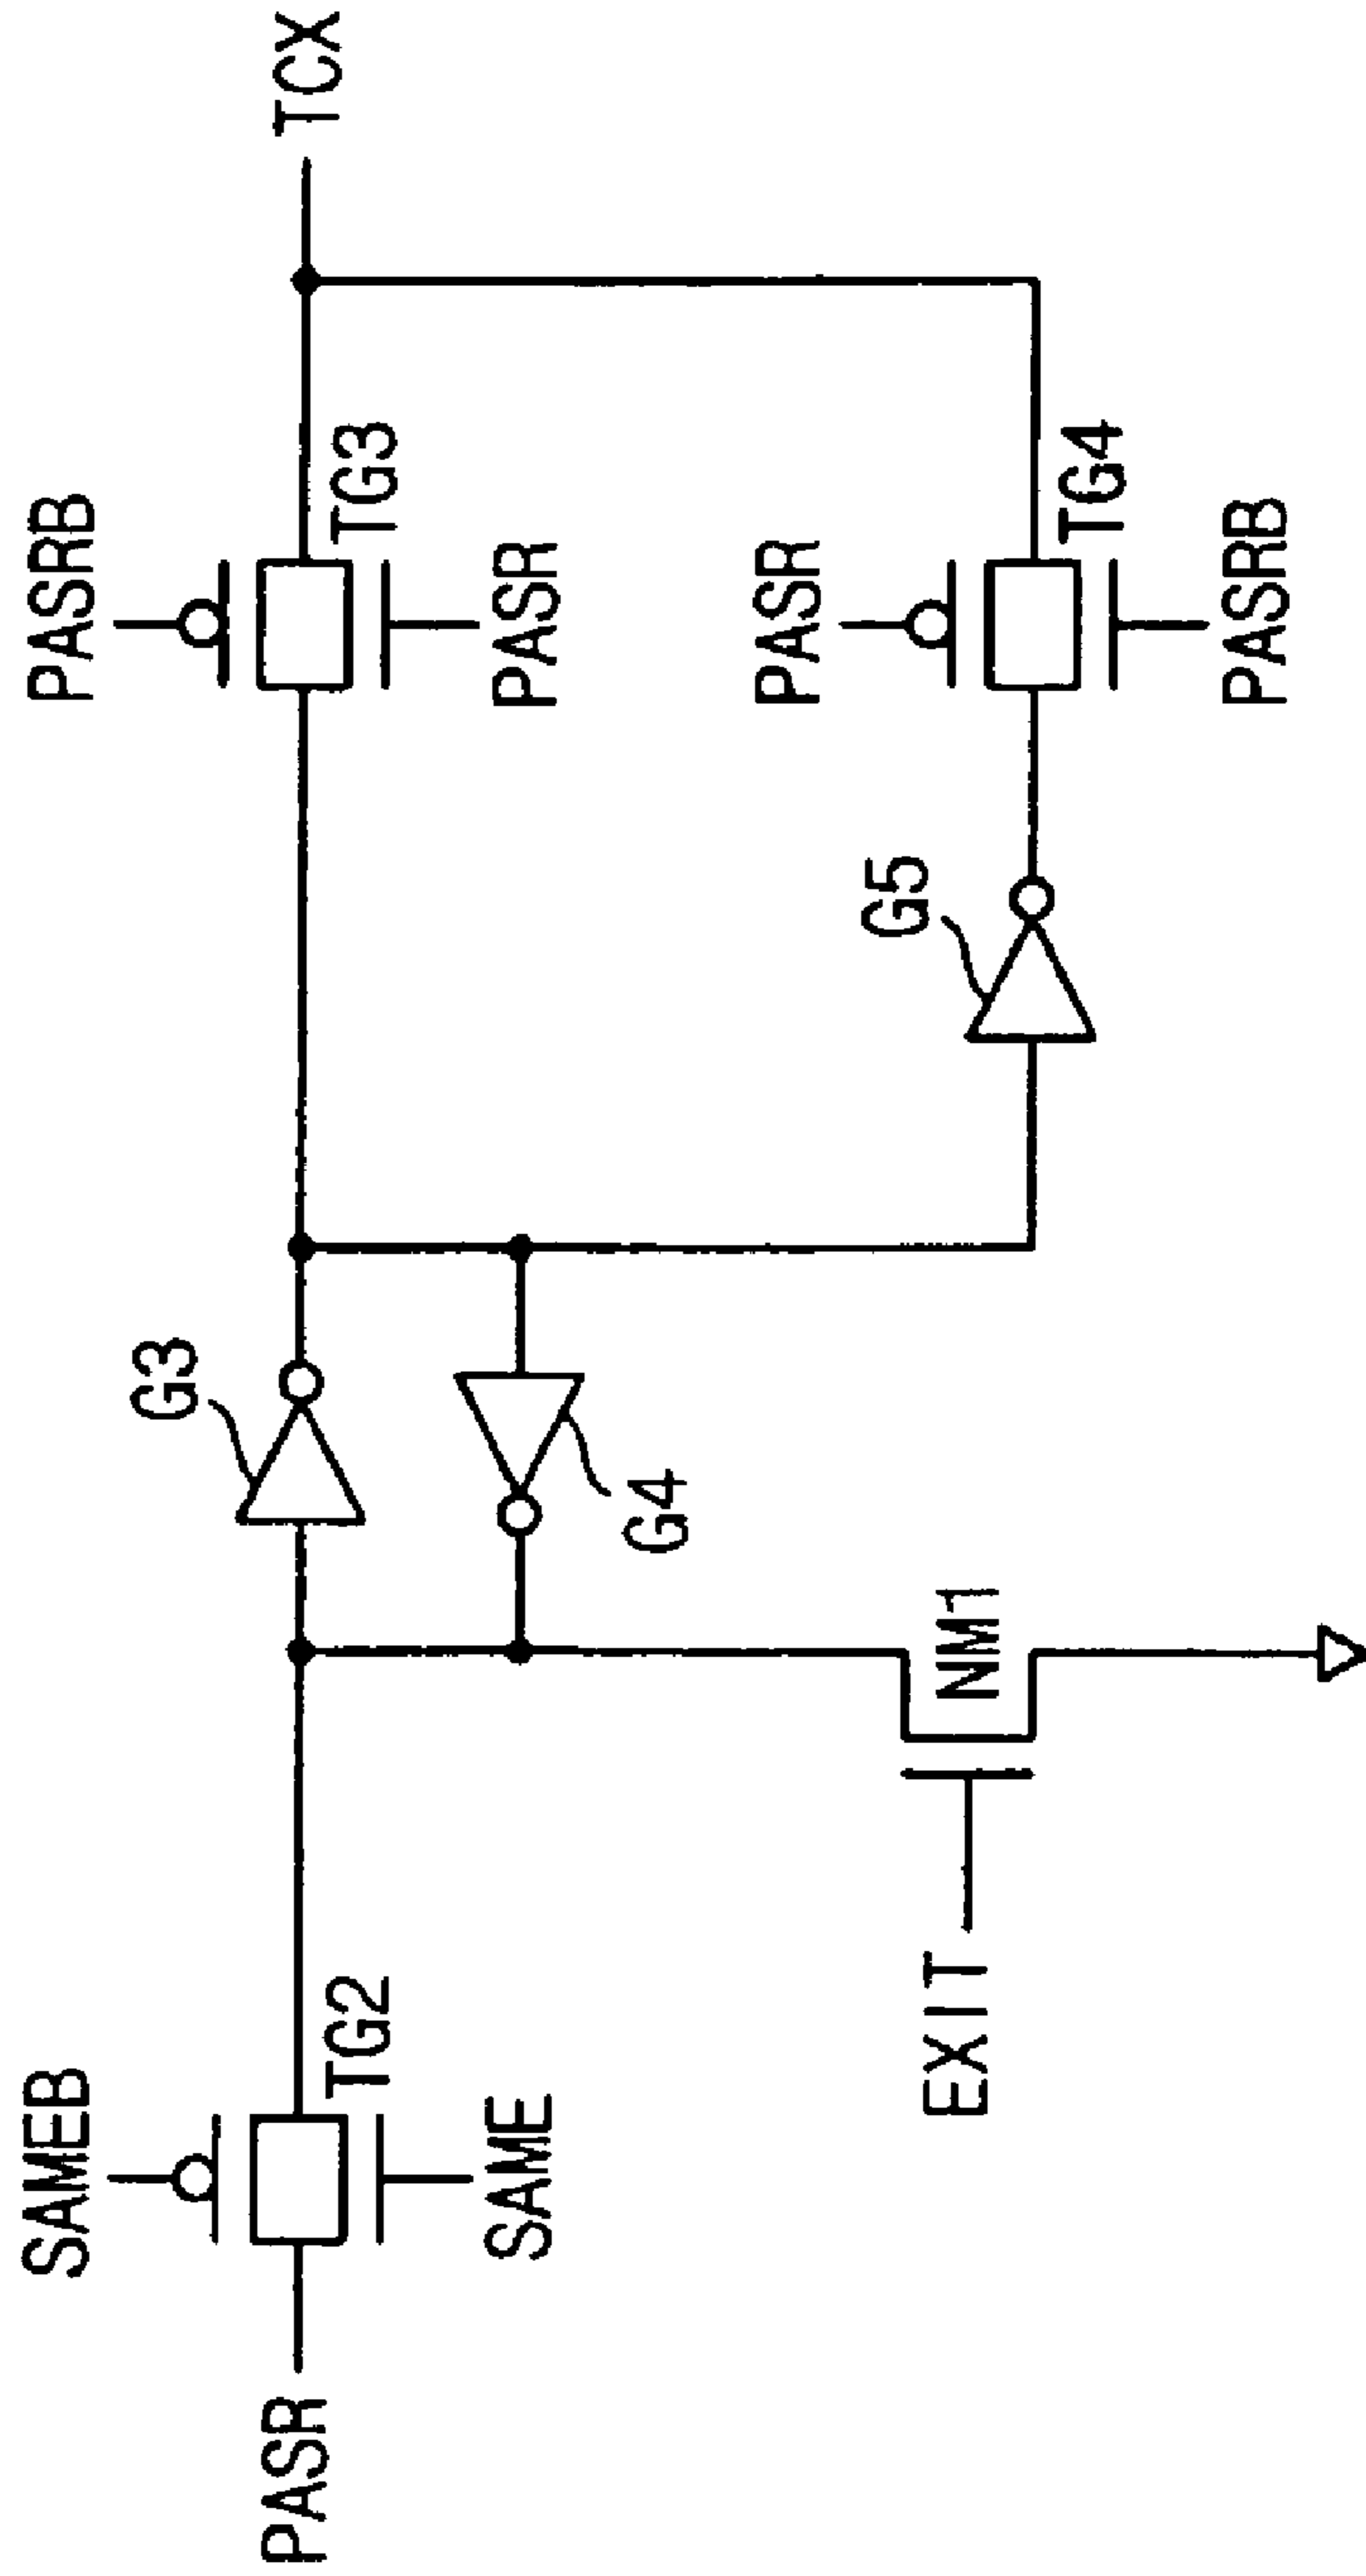 PASR
SAMEB
TG2
SAME
EXIT
NM1
G3
G4
G5
PASRB
TG3
PASR
PASR
TG4
PASRB
TCX